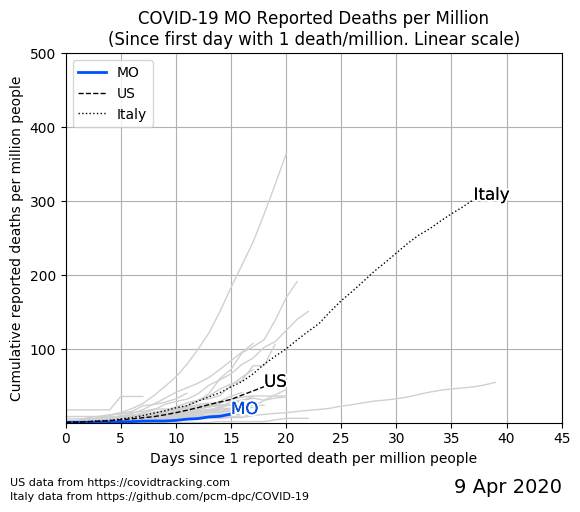 COVID-19 MO Reported Deaths per Million
(Since first day with 1 death/million. Linear scale)
Cumulative reported deaths per million people
500
400
300
200
100
MO
US
Italy
Italy
US
MO
0 5 10 15 20 25 30 35 40 45
Days since 1 reported death per million people
US data from https://covidtracking.com
Italy data from https://github.com/pcm-dpc/COVID-19
9 Apr 2020